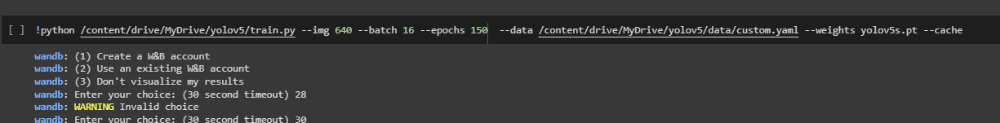 [ ] !python /content/drive/MyDrive/yolov5/train.py --img 640 --batch 16 --epochs 150 --data /content/drive/MyDrive/yolov5/data/custom.yaml --weights yolov5s.pt --cache
wandb: (1) Create a W&B account
wandb: (2) Use an existing W&B account
wandb: (3) Don't visualize my results
wandb: Enter your choice: (30 second timeout) 28
wandb: WARNING Invalid choice
wandb: Enter your choice: (30 second timeout) 30